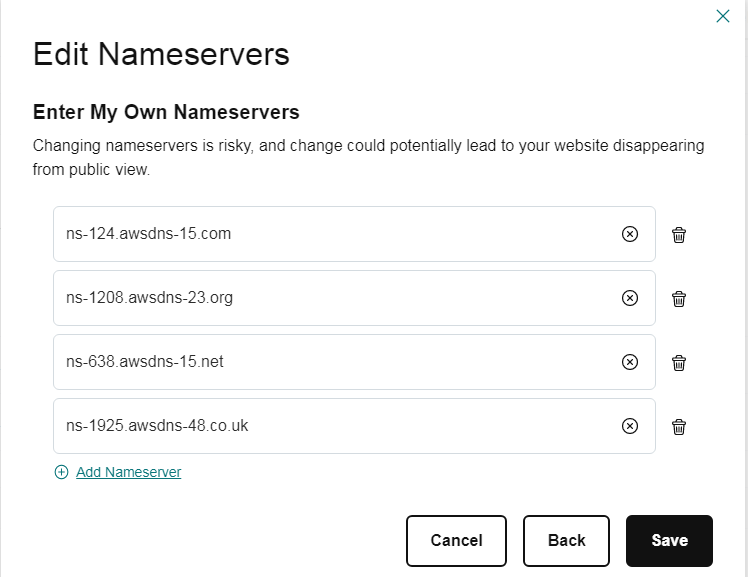 Edit Nameservers
Enter My Own Nameservers
Changing nameservers is risky, and change could potentially lead to your website disappearing
from public view.
ns-124.awsdns-15.com
ns-1208.awsdns-23.org
ns-638.awsdns-15.net
ns-1925.awsdns-48.co.uk
Add Nameserver
Cancel Back Save